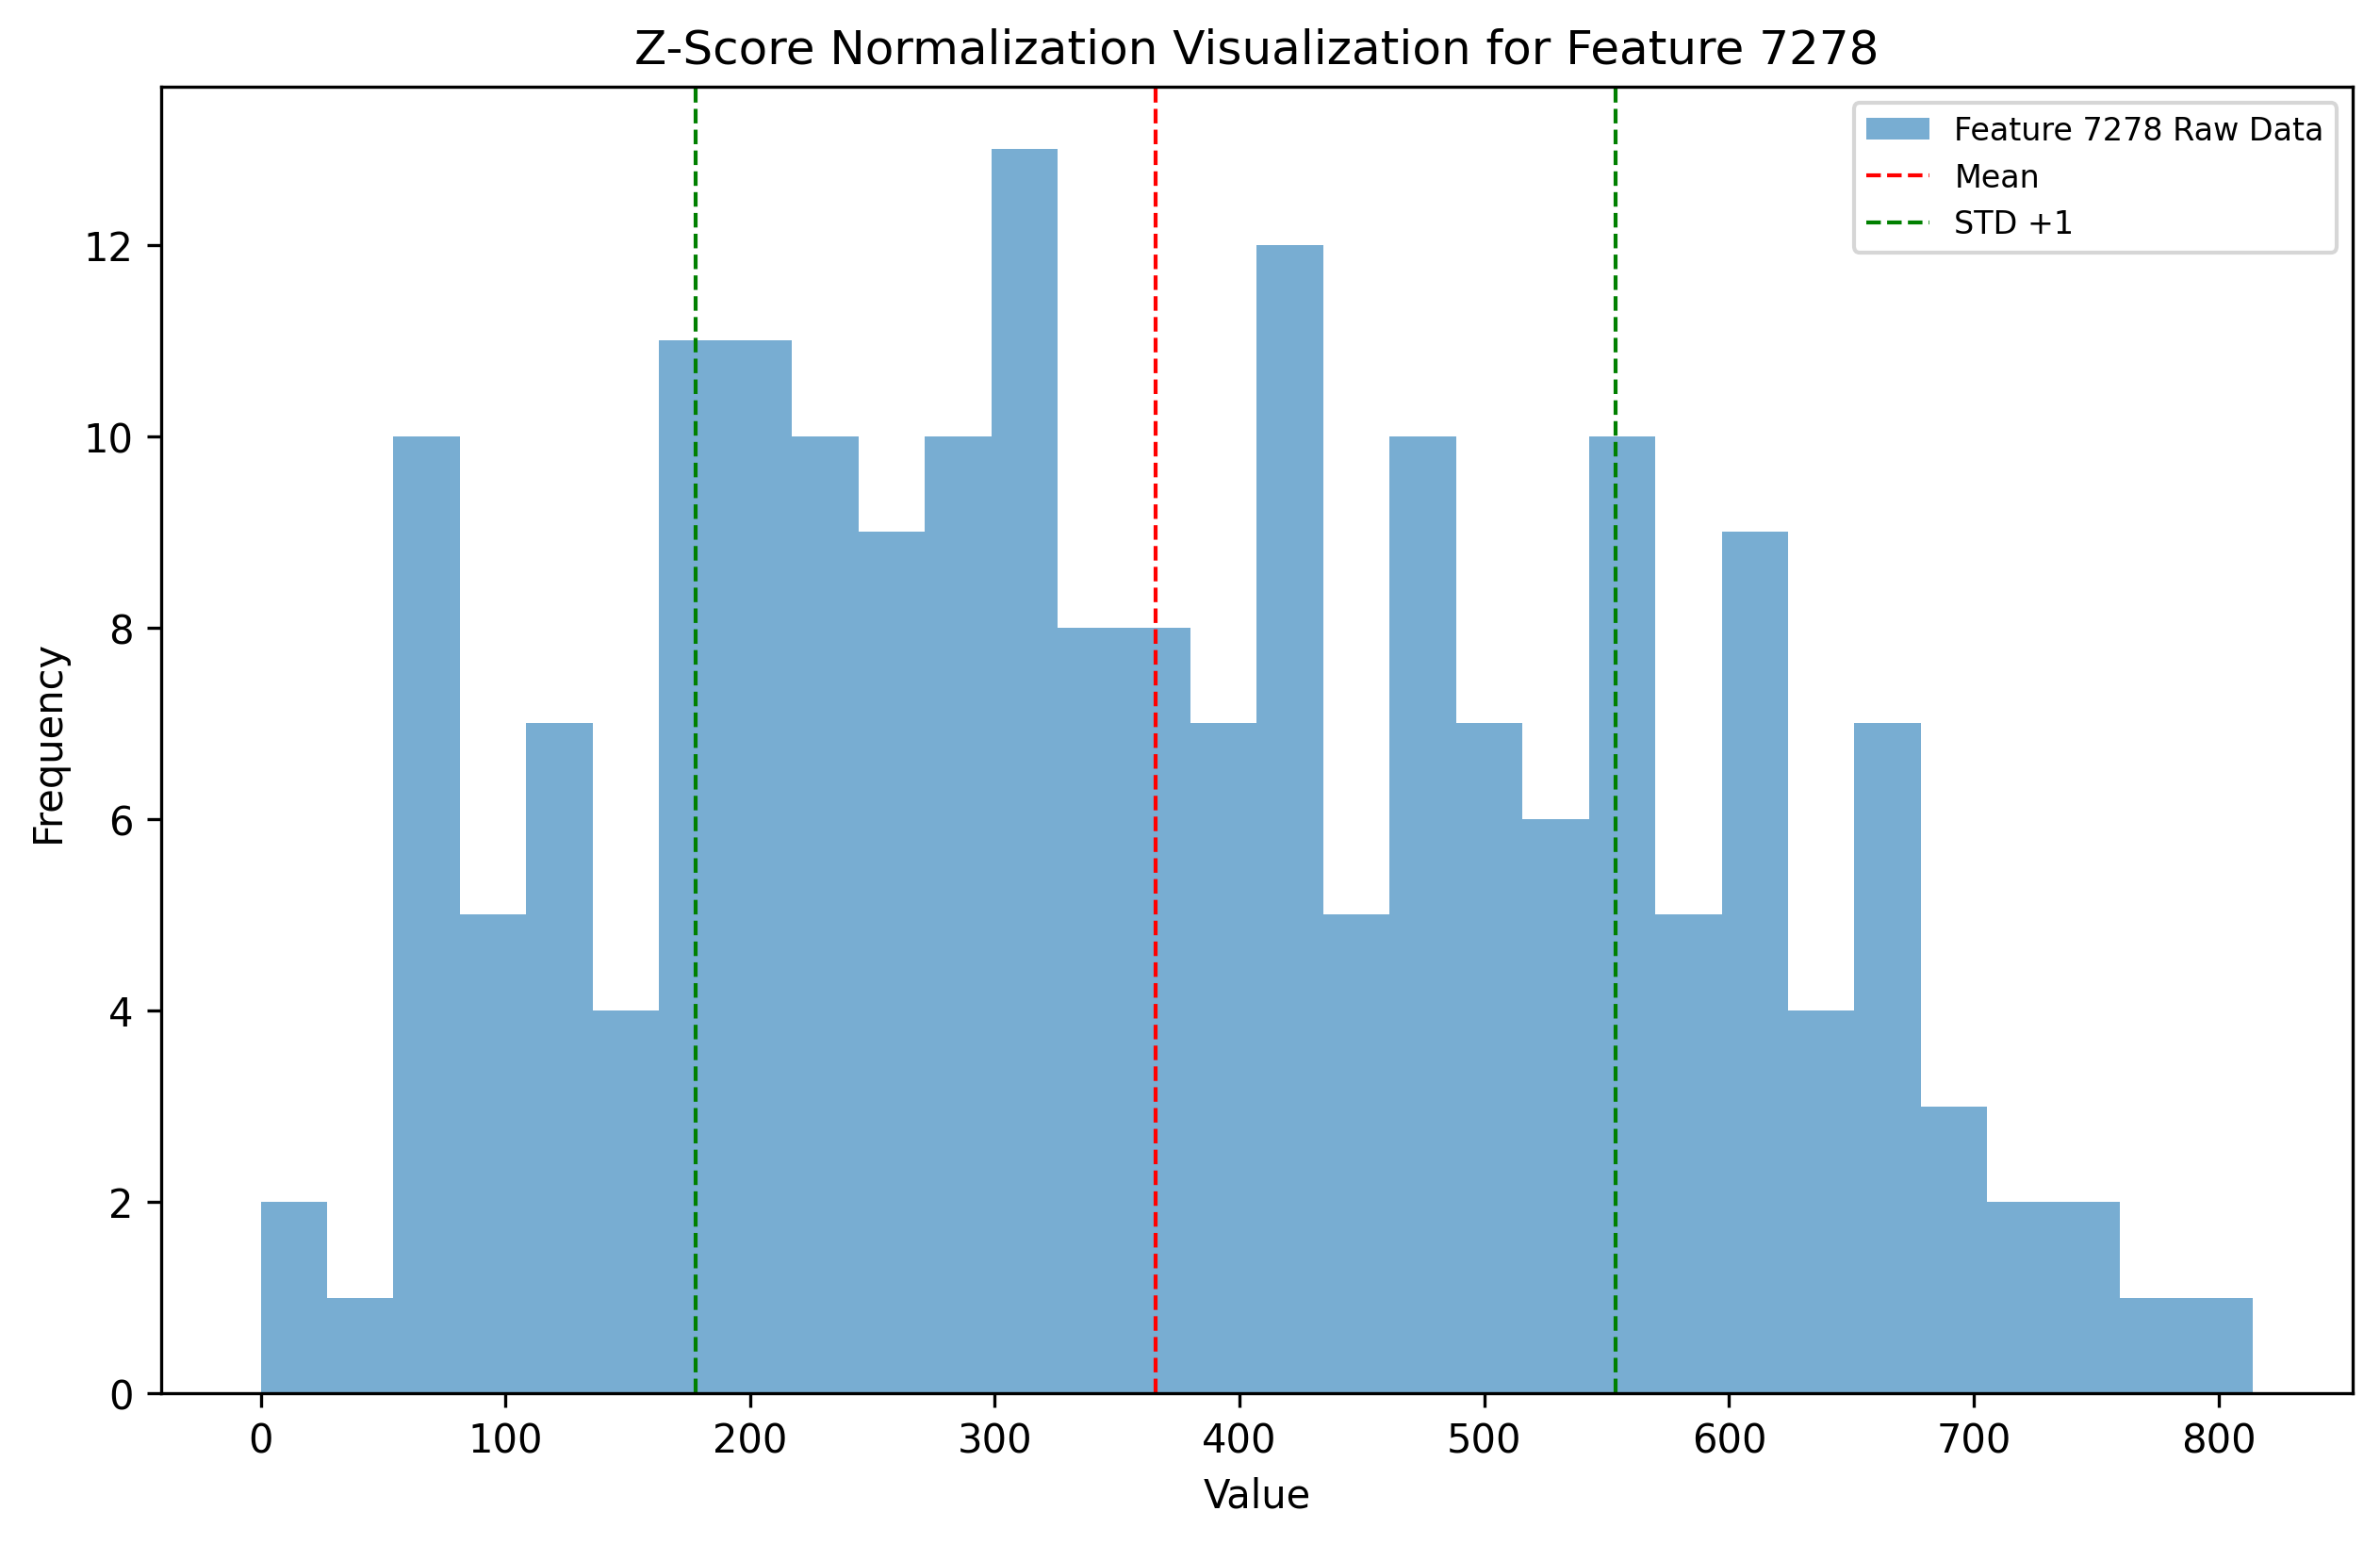 Z-Score Normalization Visualization for Feature 7278
Feature 7278 Raw Data
Mean
STD +1
12
10
8
6
4
2
0
Frequency
0 100 200 300 400 500 600 700 800
Value